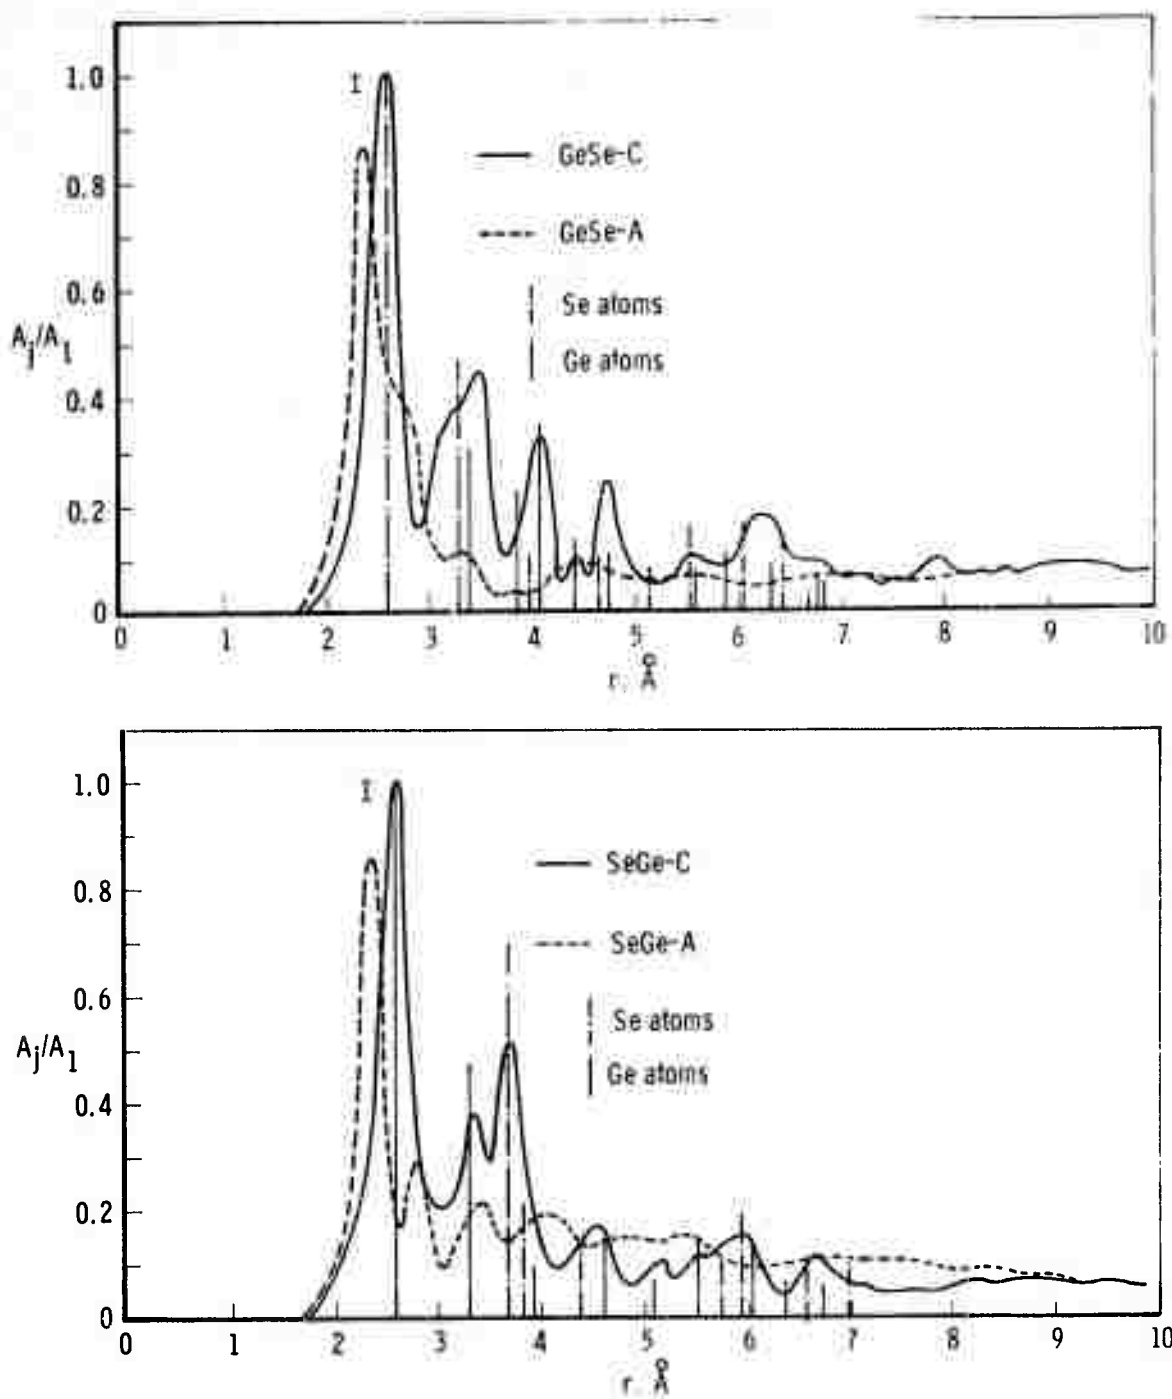 1.0
0.8
0.6
0.4
0.2
0
Aj/A1
I
GeSe-C
GeSe-A
Se atoms
Ge atoms
0 1 2 3 4 5 6 7 8 9 10
r. Å
1.0
0.8
0.6
0.4
0.2
0
Aj/A1
I
SeGe-C
SeGe-A
Se atoms
Ge atoms
0 1 2 3 4 5 6 7 8 9 10
r. Å